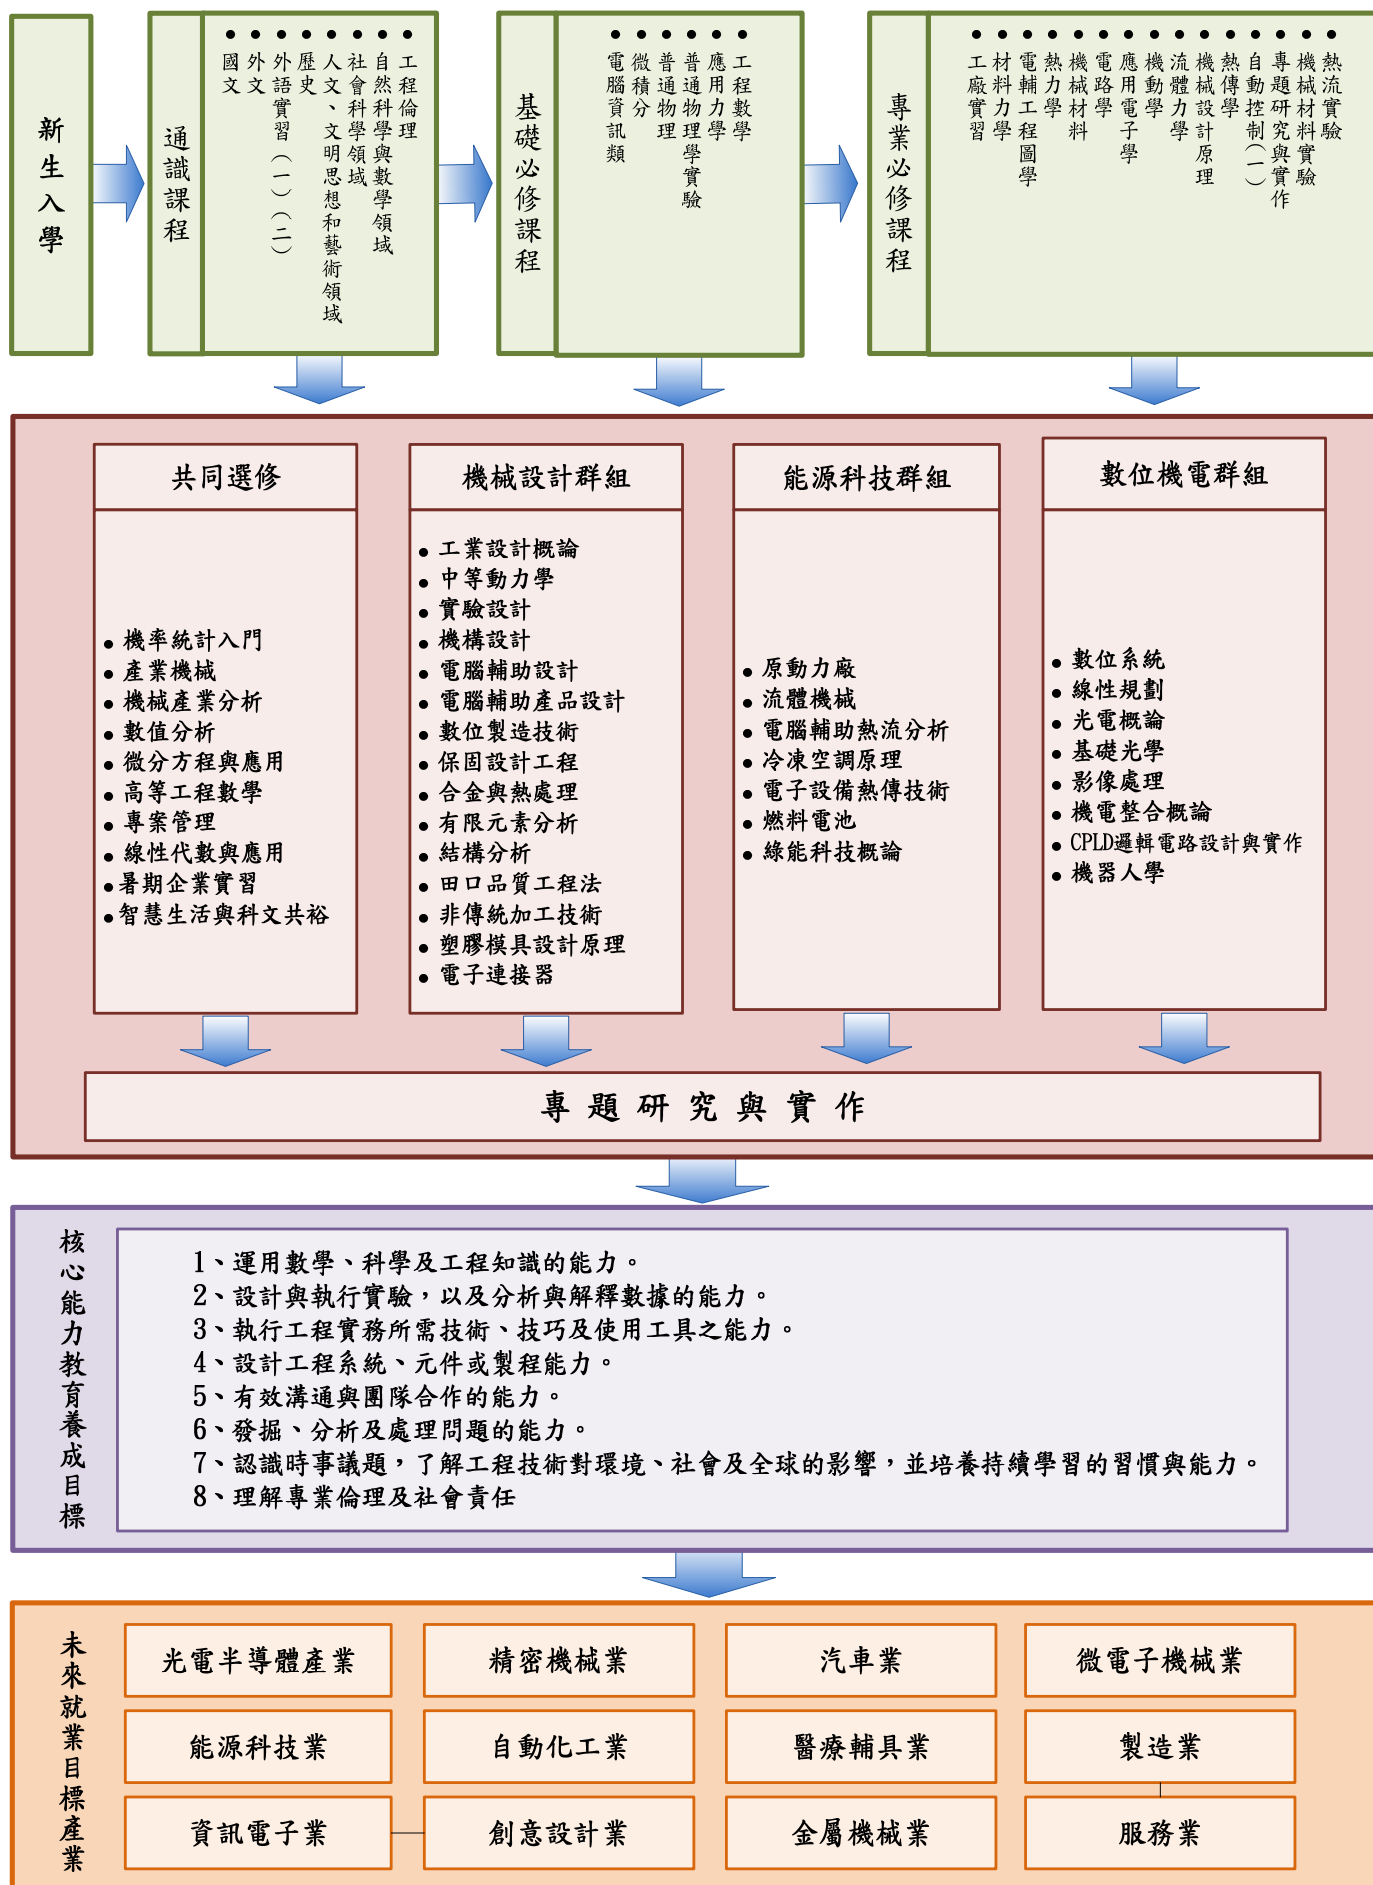 新生入學
通識課程
國文
外文
外語實習（一）（二）
歷史
人文、文明思想和藝術領域
社會科學領域
自然科學與數學領域
工程倫理
基礎必修課程
電腦資訊類
微積分
普通物理
普通物理學實驗
應用力學
工程數學
專業必修課程
工廠實習
材料力學
電輔工程圖學
熱力學
機械材料
電路學
應用電子學
機動學
流體力學
機械設計原理
熱傳學
自動控制(一)
專題研究與實作
機械材料實驗
熱流實驗
共同選修
機率統計入門
產業機械
機械產業分析
數值分析
微分方程與應用
高等工程數學
專案管理
線性代數與應用
暑期企業實習
智慧生活與科文共裕
機械設計群組
工業設計概論
中等動力學
實驗設計
機構設計
電腦輔助設計
電腦輔助產品設計
數位製造技術
保固設計工程
合金與熱處理
有限元素分析
結構分析
田口品質工程法
非傳統加工技術
塑膠模具設計原理
電子連接器
能源科技群組
原動力廠
流體機械
電腦輔助熱流分析
冷凍空調原理
電子設備熱傳技術
燃料電池
綠能科技概論
數位機電群組
數位系統
線性規劃
光電概論
基礎光學
影像處理
機電整合概論
CPLD邏輯電路設計與實作
機器人學
專題研究與實作
核心能力教育養成目標
1、運用數學、科學及工程知識的能力。
2、設計與執行實驗，以及分析與解釋數據的能力。
3、執行工程實務所需技術、技巧及使用工具之能力。
4、設計工程系統、元件或製程能力。
5、有效溝通與團隊合作的能力。
6、發掘、分析及處理問題的能力。
7、認識時事議題，了解工程技術對環境、社會及全球的影響，並培養持續學習的習慣與能力。
8、理解專業倫理及社會責任
未來就業目標產業
光電半導體產業
精密機械業
汽車業
微電子機械業
能源科技業
自動化工業
醫療輔具業
製造業
資訊電子業
創意設計業
金屬機械業
服務業